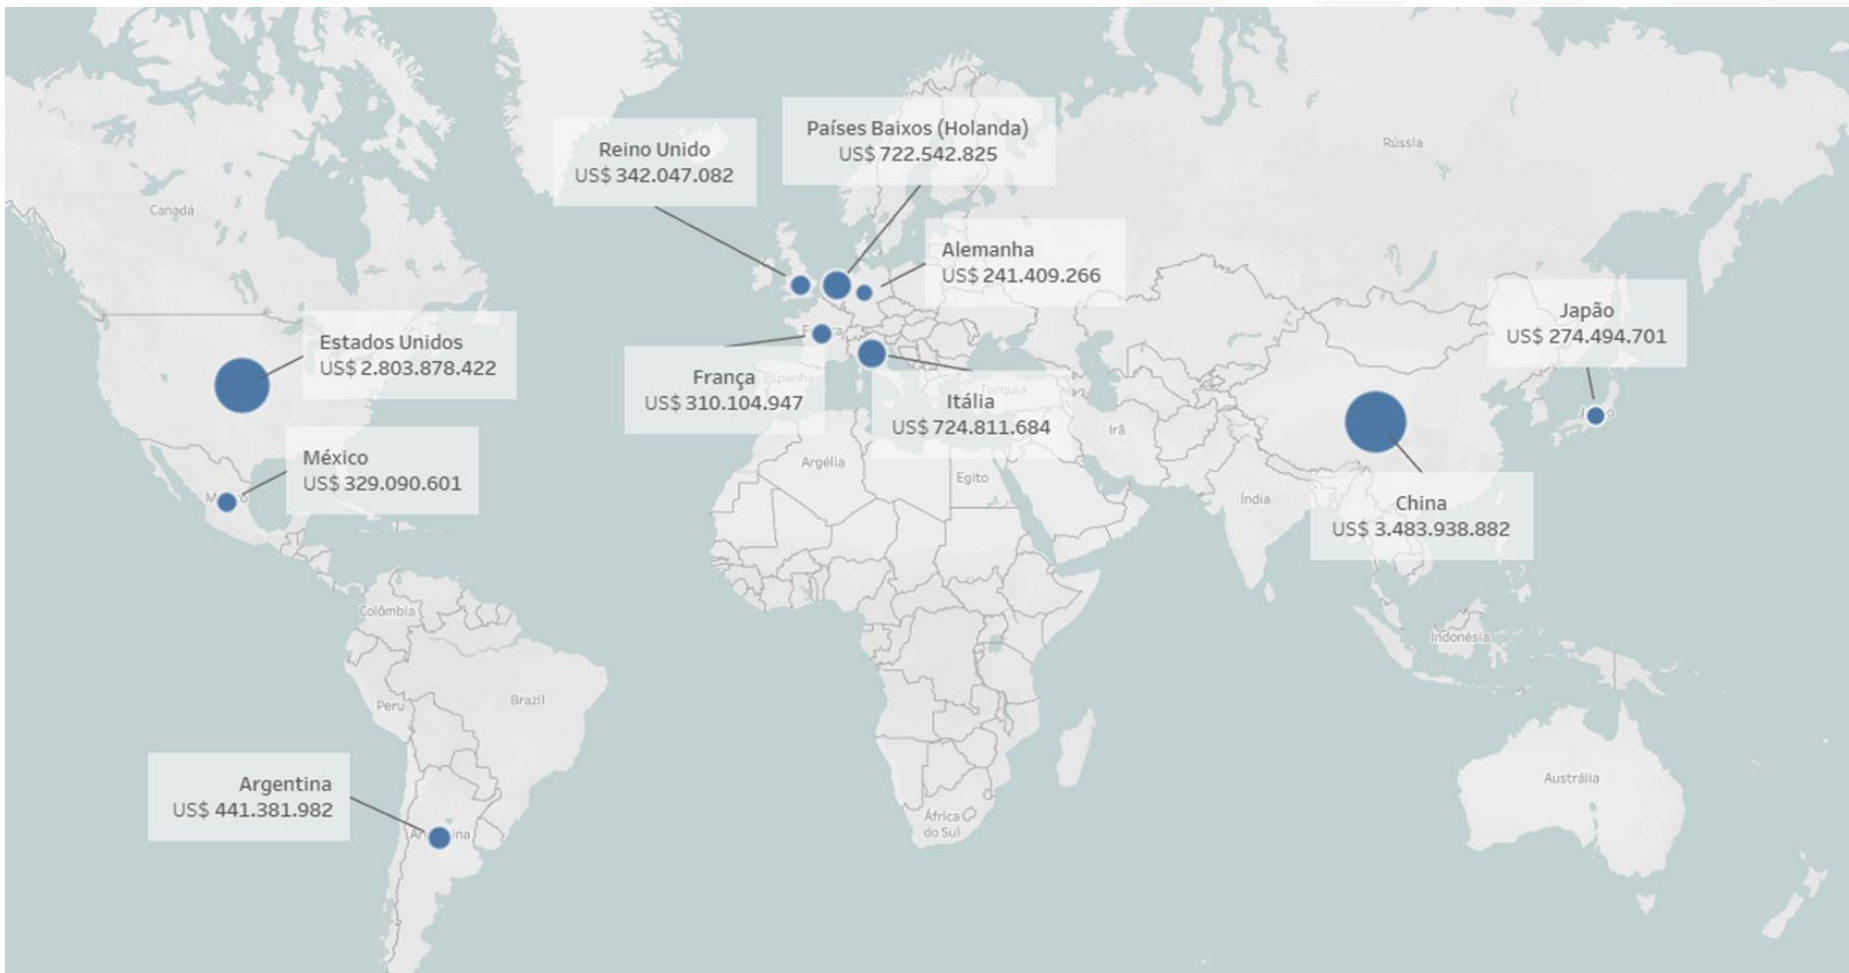 Países Baixos (Holanda)
US$ 722.542.825
Reino Unido
US$ 342.047.082
Rússia
Canadá
Alemanha
US$ 241.409.266
Japão
US$ 274.494.701
Estados Unidos
US$ 2.803.878.422
França
US$ 310.104.947
Espanha
Turquia
Itália
US$ 724.811.684
Irã
México
US$ 329.090.601
Argélia
Egito
Índia
China
US$ 3.483.938.882
Colômbia
Indonésia
Peru
Brazil
Austrália
Argentina
US$ 441.381.982
África
do Sul